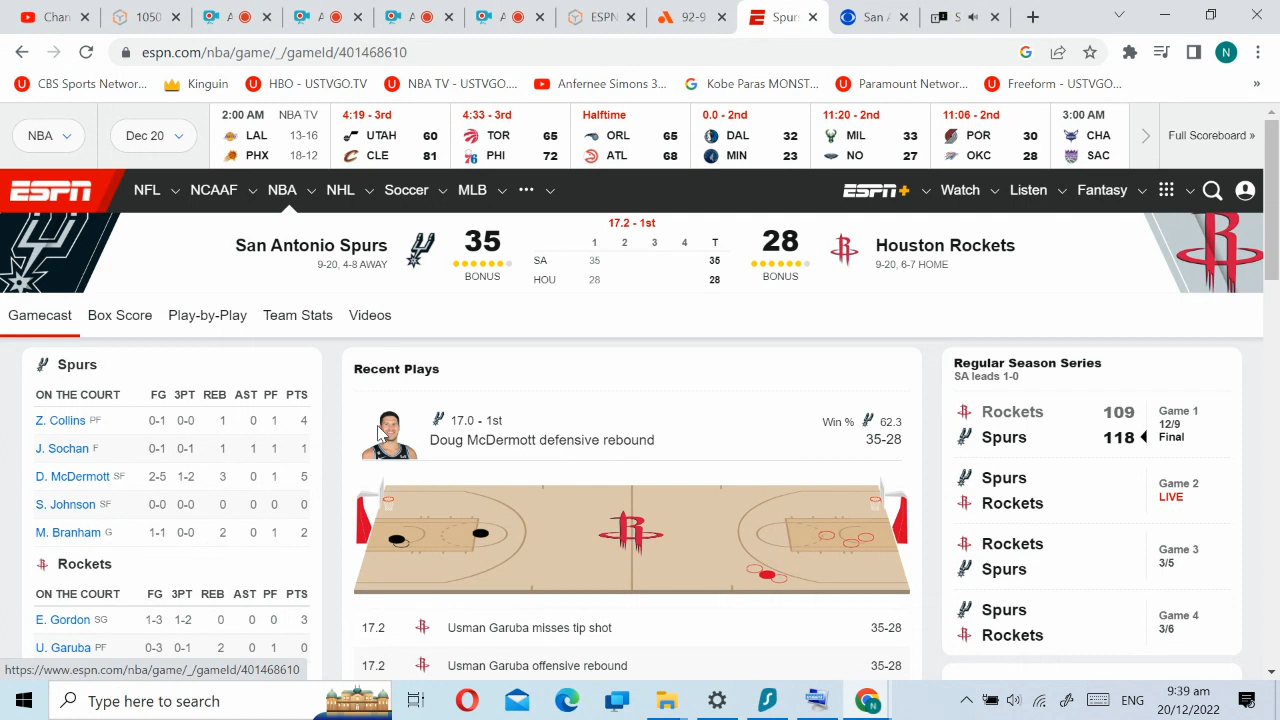 Chan
1050
A
A
A
A
ESPN
92-9
Spurs
San A
S
espn.com/nba/game/_/gameId/401468610
N
CBS Sports Networ...
Kinguin
HBO - USTVGO.TV
NBA TV - USTVGO....
Anfernee Simons 3...
Kobe Paras MONST...
Paramount Networ...
Freeform - USTVGO...
»
NBA
Dec 20
2:00 AM NBA TV
LAL 13-16
PHX 18-12
4:19 - 3rd
UTAH 60
CLE 81
4:33 - 3rd
TOR 65
PHI 72
Halftime
ORL 65
ATL 68
0.0 - 2nd
DAL 32
MIN 23
11:20 - 2nd
MIL 33
NO 27
11:06 - 2nd
POR 30
OKC 28
3:00 AM
CHA
SAC
Full Scoreboard »
ESPN NFL NCAAF NBA NHL Soccer MLB ••• ESPN+ Watch Listen Fantasy
San Antonio Spurs
9-20, 4-8 AWAY
35
BONUS
17.2 - 1st
1 2 3 4 T
SA 35 35
HOU 28 28
28
BONUS
Houston Rockets
9-20, 6-7 HOME
Gamecast Box Score Play-by-Play Team Stats Videos
Spurs
ON THE COURT FG 3PT REB AST PF PTS
Z. Collins PF 0-1 0-0 1 0 1 4
J. Sochan F 0-1 0-1 1 1 1 1
D. McDermott SF 2-5 1-2 3 0 1 5
S. Johnson SF 0-0 0-0 0 0 0 0
M. Branham G 1-1 0-0 2 0 1 2
Rockets
ON THE COURT FG 3PT REB AST PF PTS
E. Gordon SG 1-3 1-2 0 0 0 3
U. Garuba PF 0-3 0-1 2 0 1 0
https://www.espn.com/nba/game/_/gameId/401468610
Recent Plays
17.0 - 1st
Doug McDermott defensive rebound
Win % 62.3
35-28
R
17.2 Usman Garuba misses tip shot 35-28
17.2 Usman Garuba offensive rebound 35-28
Regular Season Series
SA leads 1-0
Rockets 109
Spurs 118
Game 1
12/9
Final
Spurs
Rockets
Game 2
LIVE
Rockets
Spurs
Game 3
3/5
Spurs
Rockets
Game 4
3/6
Type here to search
N
ENG
9:39 am
20/12/2022